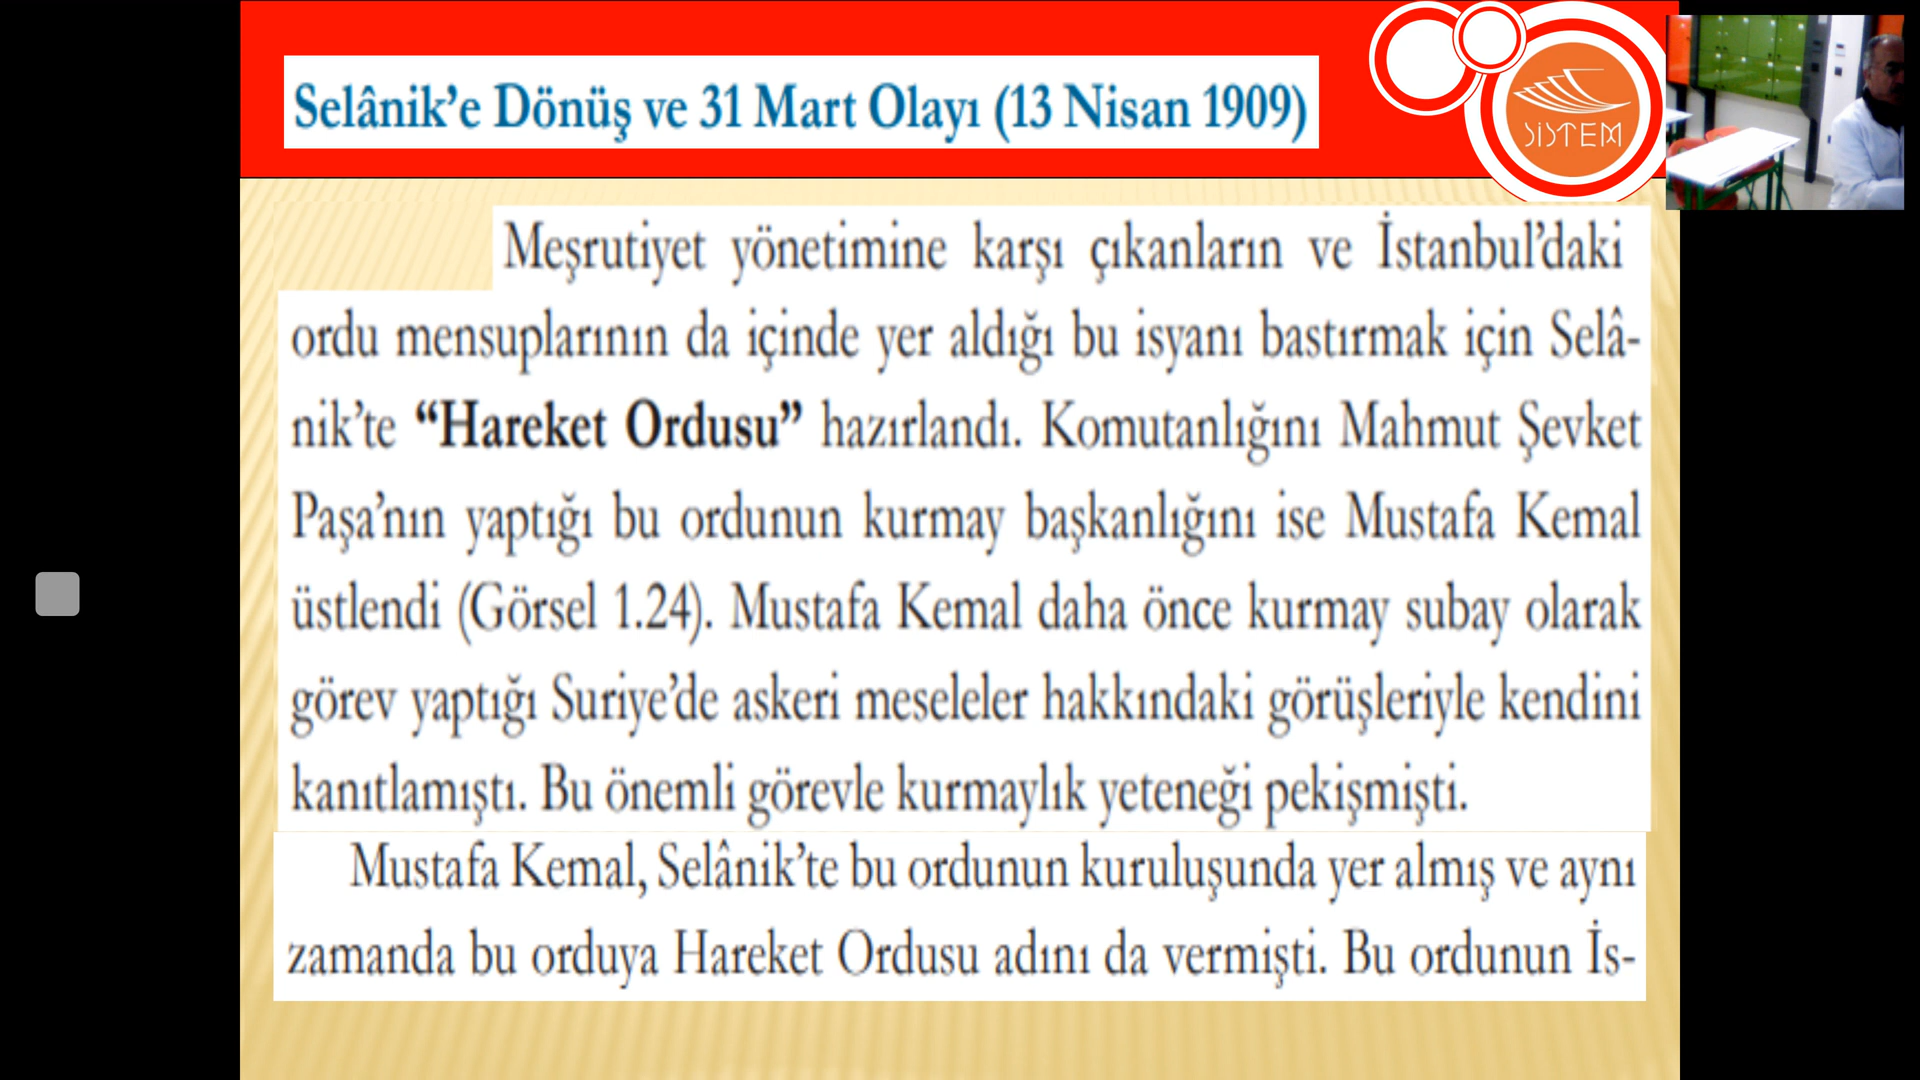 Selânik’e Dönüş ve 31 Mart Olayı (13 Nisan 1909)
SİSTEM
Meşrutiyet yönetimine karşı çıkanların ve İstanbul’daki
ordu mensuplarının da içinde yer aldığı bu isyanı bastırmak için Selâ-
nik’te “Hareket Ordusu” hazırlandı. Komutanlığını Mahmut Şevket
Paşa’nın yaptığı bu ordunun kurmay başkanlığını ise Mustafa Kemal
üstlendi (Görsel 1.24). Mustafa Kemal daha önce kurmay subay olarak
görev yaptığı Suriye’de askeri meseleler hakkındaki görüşleriyle kendini
kanıtlamıştı. Bu önemli görevle kurmaylık yeteneği pekişmişti.
Mustafa Kemal, Selânik’te bu ordunun kuruluşunda yer almış ve aynı
zamanda bu orduya Hareket Ordusu adını da vermişti. Bu ordunun İs-